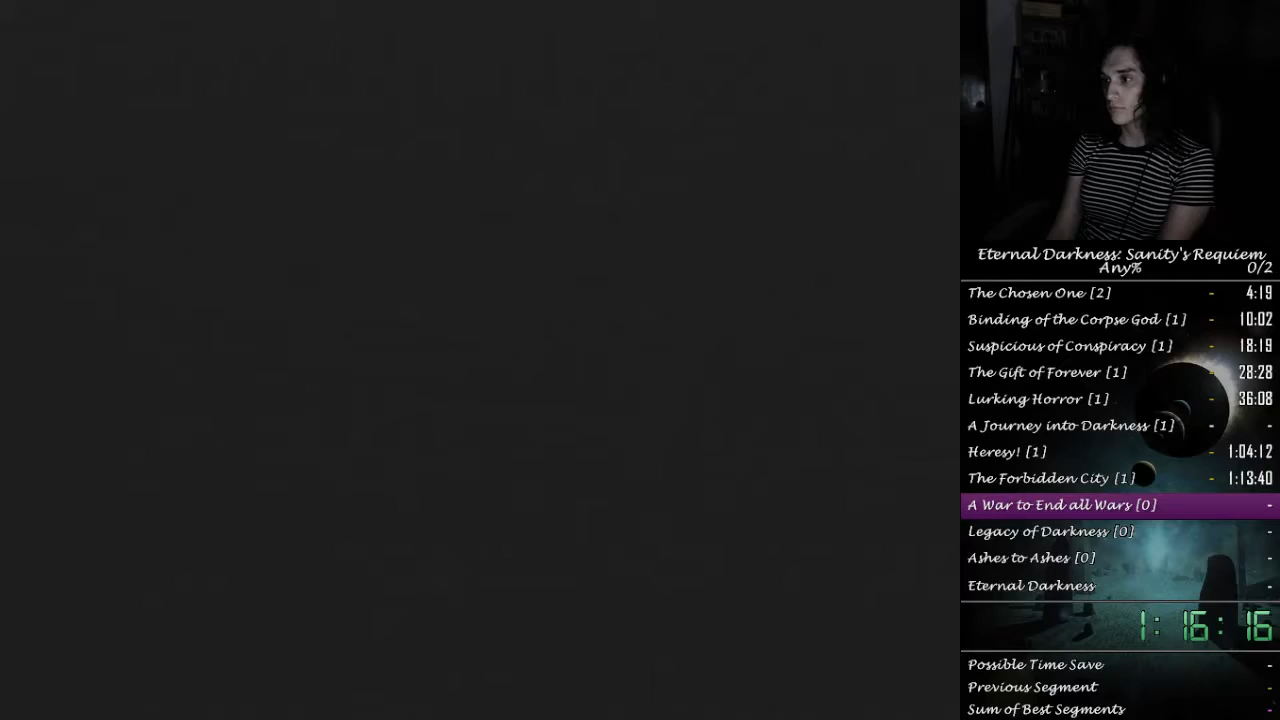 Eternal Darkness: Sanity's Requiem
Any% 0/2
The Chosen One [2] - 4:19
Binding of the Corpse God [1] - 10:02
Suspicious of Conspiracy [1] - 18:19
The Gift of Forever [1] - 28:28
Lurking Horror [1] - 36:08
A Journey into Darkness [1] - -
Heresy! [1] - 1:04:12
The Forbidden City [1] - 1:13:40
A War to End all Wars [0] -
Legacy of Darkness [0] -
Ashes to Ashes [0] -
Eternal Darkness -
1:16:16
Possible Time Save -
Previous Segment -
Sum of Best Segments -